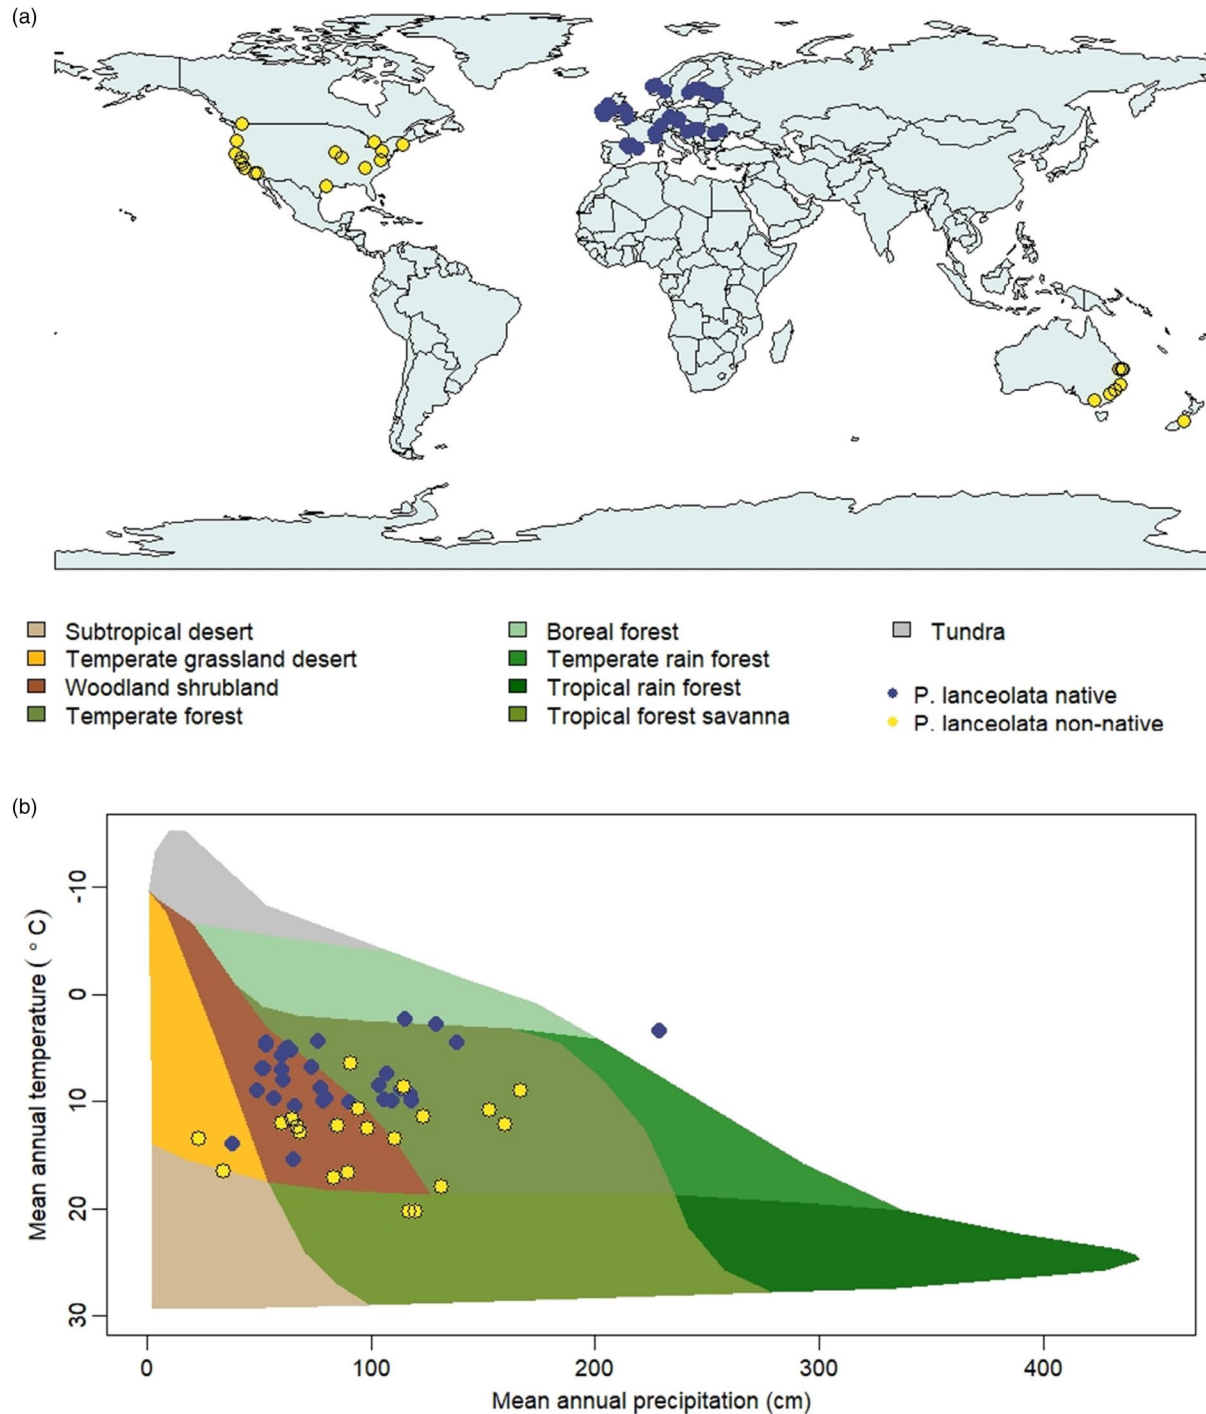 (a)
Subtropical desert
Temperate grassland desert
Woodland shrubland
Temperate forest
Boreal forest
Temperate rain forest
Tropical rain forest
Tropical forest savanna
Tundra
P. lanceolata native
P. lanceolata non-native
(b)
Mean annual temperature ( ° C)
-10
0
10
20
30
0 100 200 300 400
Mean annual precipitation (cm)